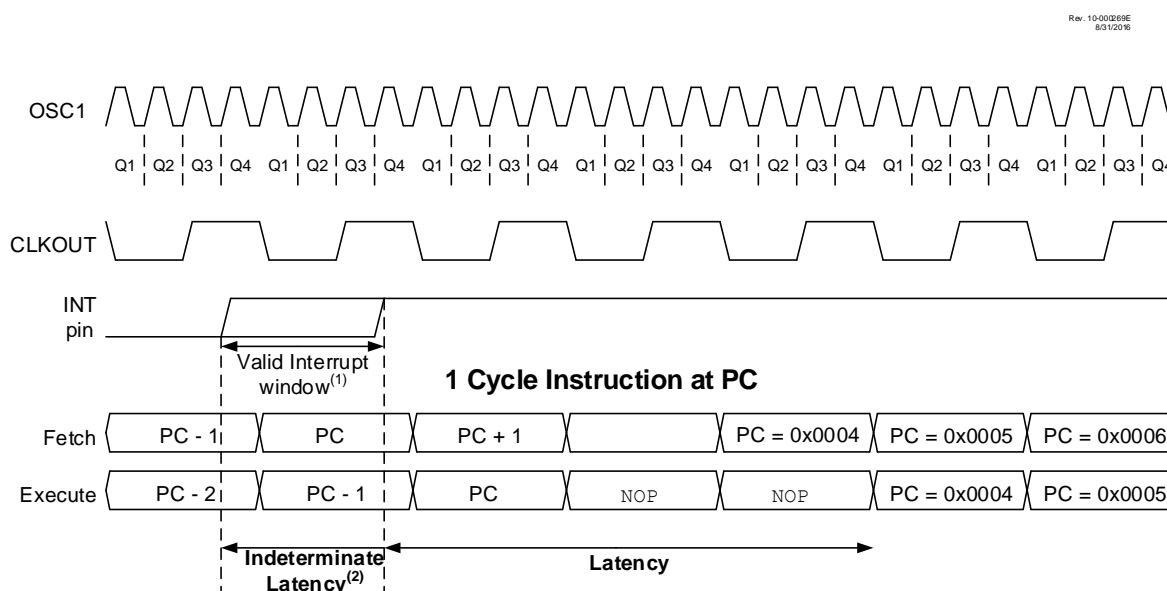 Rev. 10-000269E
8/31/2016
OSC1
Q1 Q2 Q3 Q4 Q1 Q2 Q3 Q4 Q1 Q2 Q3 Q4 Q1 Q2 Q3 Q4 Q1 Q2 Q3 Q4 Q1 Q2 Q3 Q4 Q1 Q2 Q3 Q4
CLKOUT
INT
pin
Valid Interrupt
window(1)
1 Cycle Instruction at PC
Fetch PC - 1 PC PC + 1 PC = 0x0004 PC = 0x0005 PC = 0x0006
Execute PC - 2 PC - 1 PC NOP NOP PC = 0x0004 PC = 0x0005
Indeterminate
Latency(2)
Latency